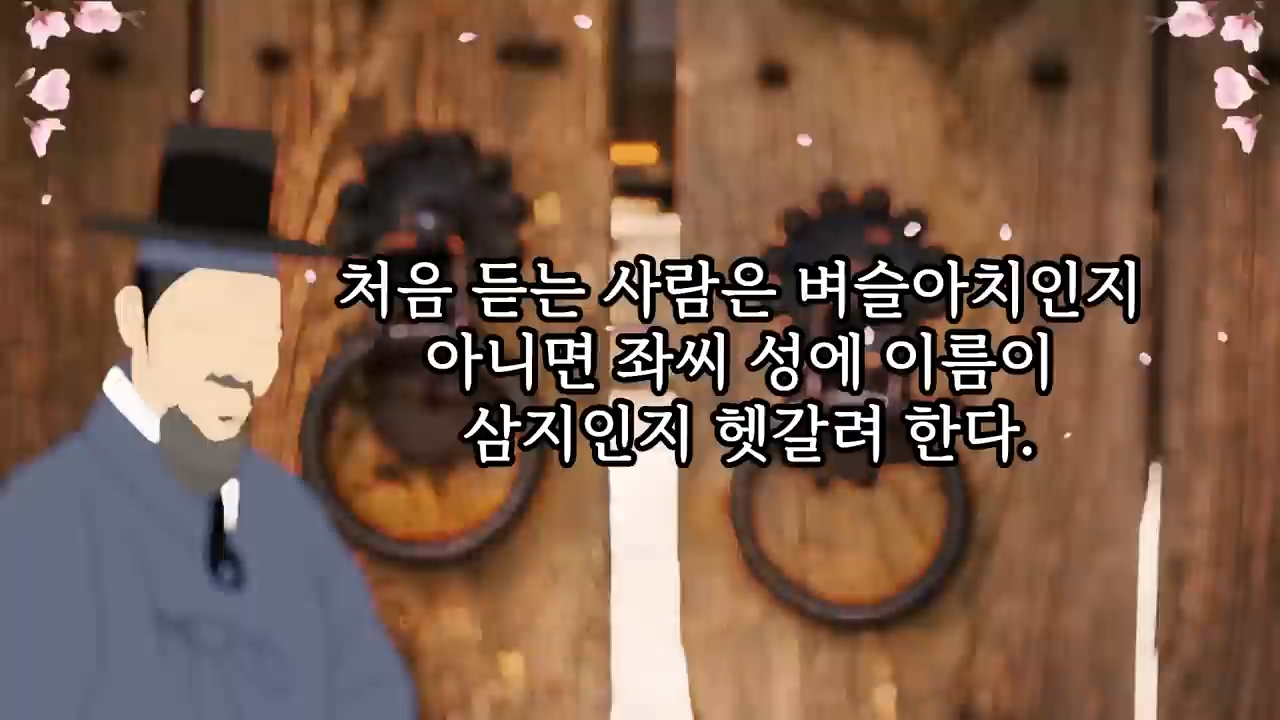 처음 듣는 사람은 벼슬아치인지
아니면 좌씨 성에 이름이
삼지인지 헷갈려 한다.